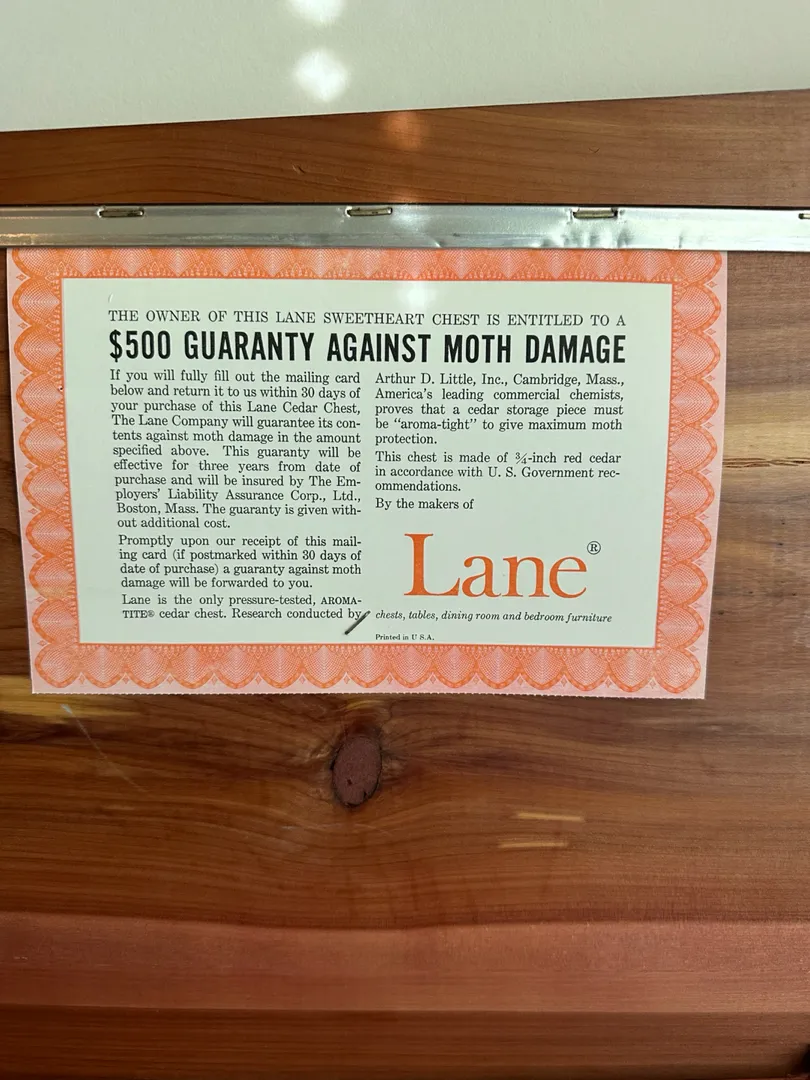 THE OWNER OF THIS LANE SWEETHEART CHEST IS ENTITLED TO A
$500 GUARANTY AGAINST MOTH DAMAGE
If you will fully fill out the mailing card
below and return it to us within 30 days of
your purchase of this Lane Cedar Chest,
The Lane Company will guarantee its con-
tents against moth damage in the amount
specified above. This guaranty will be
effective for three years from date of
purchase and will be insured by The Em-
ployers' Liability Assurance Corp., Ltd.,
Boston, Mass. The guaranty is given with-
out additional cost.
Promptly upon our receipt of this mail-
ing card (if postmarked within 30 days of
date of purchase) a guaranty against moth
damage will be forwarded to you.
Lane is the only pressure-tested, AROMA-
TITE® cedar chest. Research conducted by
Arthur D. Little, Inc., Cambridge, Mass.,
America's leading commercial chemists,
proves that a cedar storage piece must
be "aroma-tight" to give maximum moth
protection.
This chest is made of ¾-inch red cedar
in accordance with U. S. Government rec-
ommendations.
By the makers of
Lane®
chests, tables, dining room and bedroom furniture
Printed in U S.A.